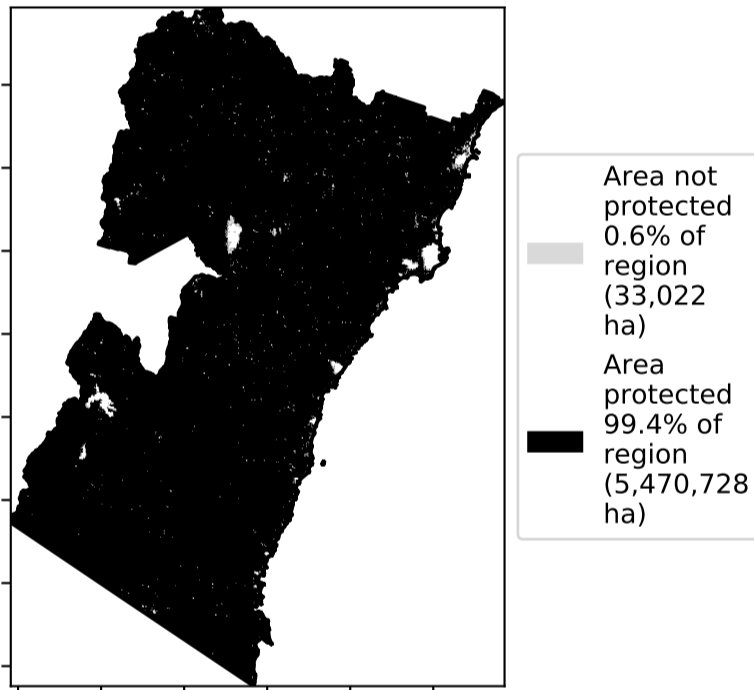 Area not
protected
0.6% of
region
(33,022
ha)
Area
protected
99.4% of
region
(5,470,728
ha)